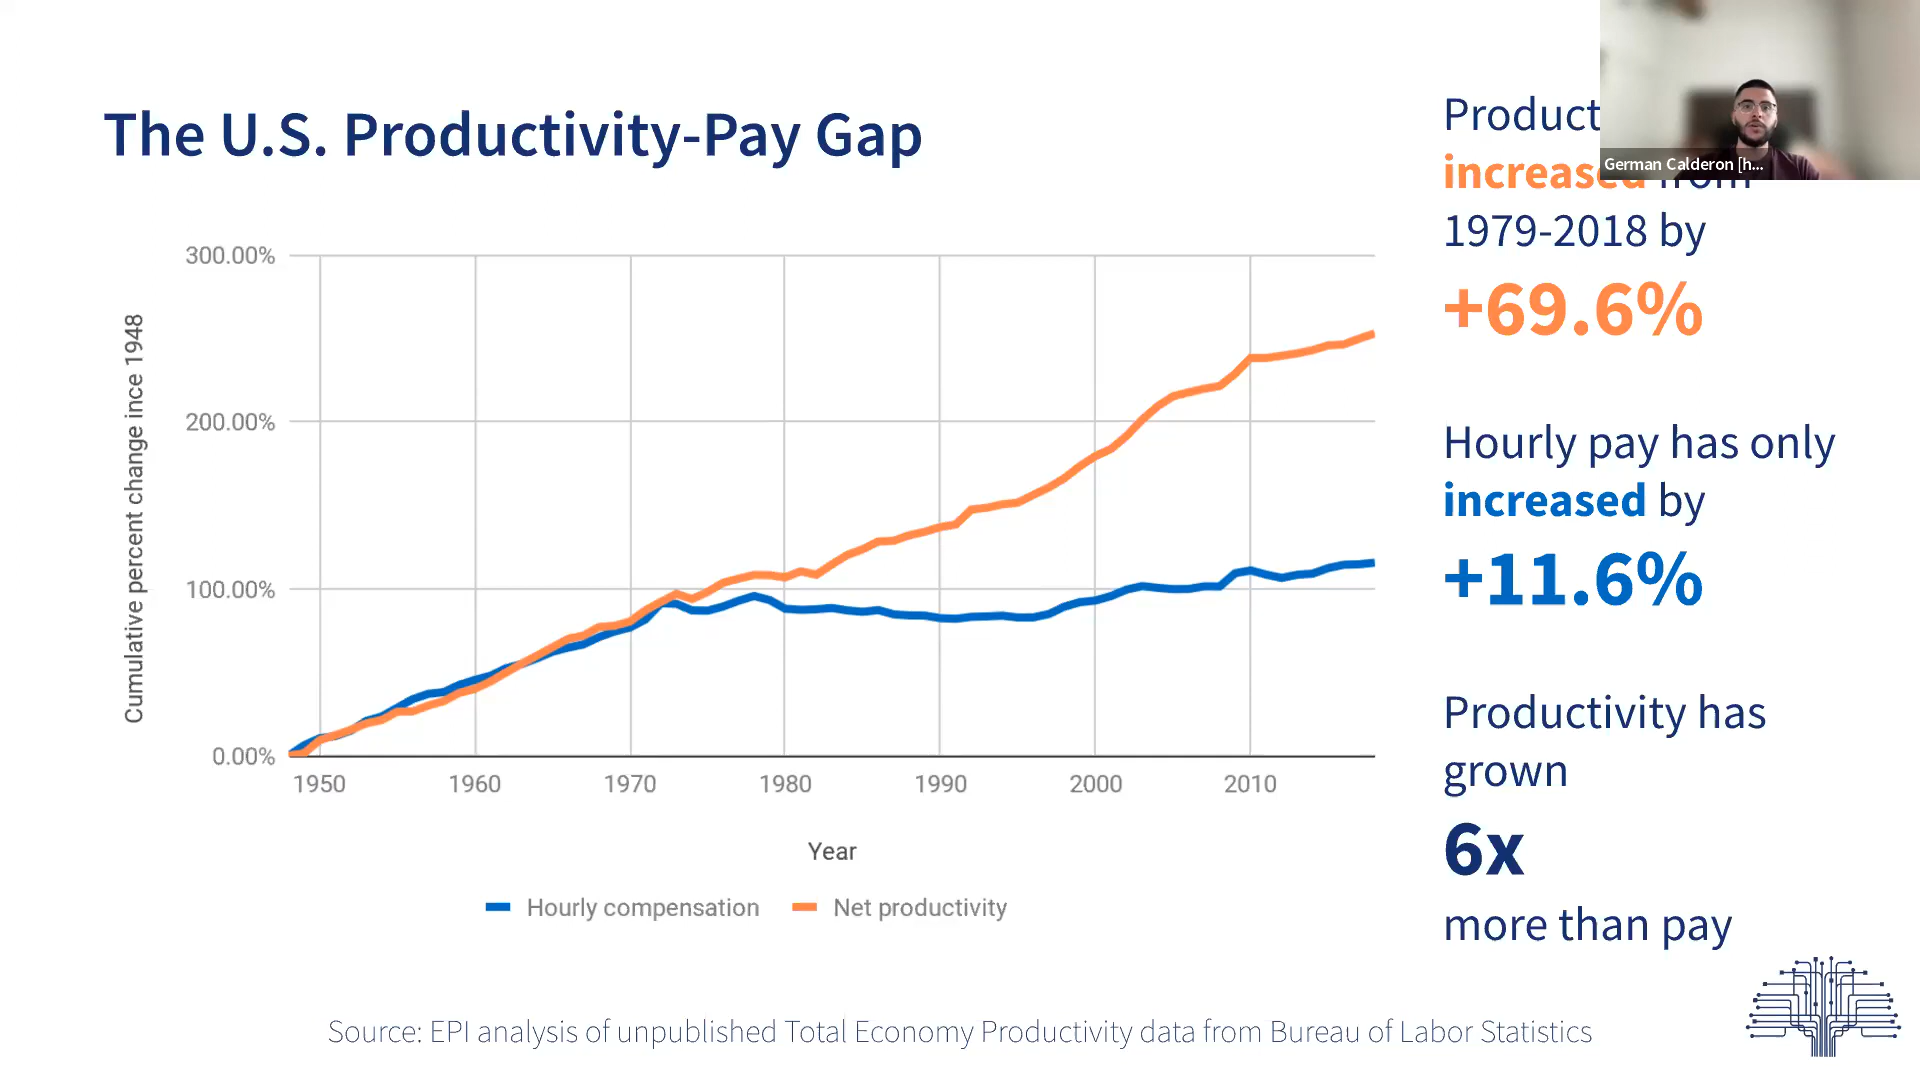 The U.S. Productivity-Pay Gap
300.00%
200.00%
100.00%
0.00%
Cumulative percent change ince 1948
1950 1960 1970 1980 1990 2000 2010
Year
Hourly compensation Net productivity
Product
increased from
1979-2018 by
+69.6%
Hourly pay has only
increased by
+11.6%
Productivity has
grown
6x
more than pay
German Calderon [h...
Source: EPI analysis of unpublished Total Economy Productivity data from Bureau of Labor Statistics